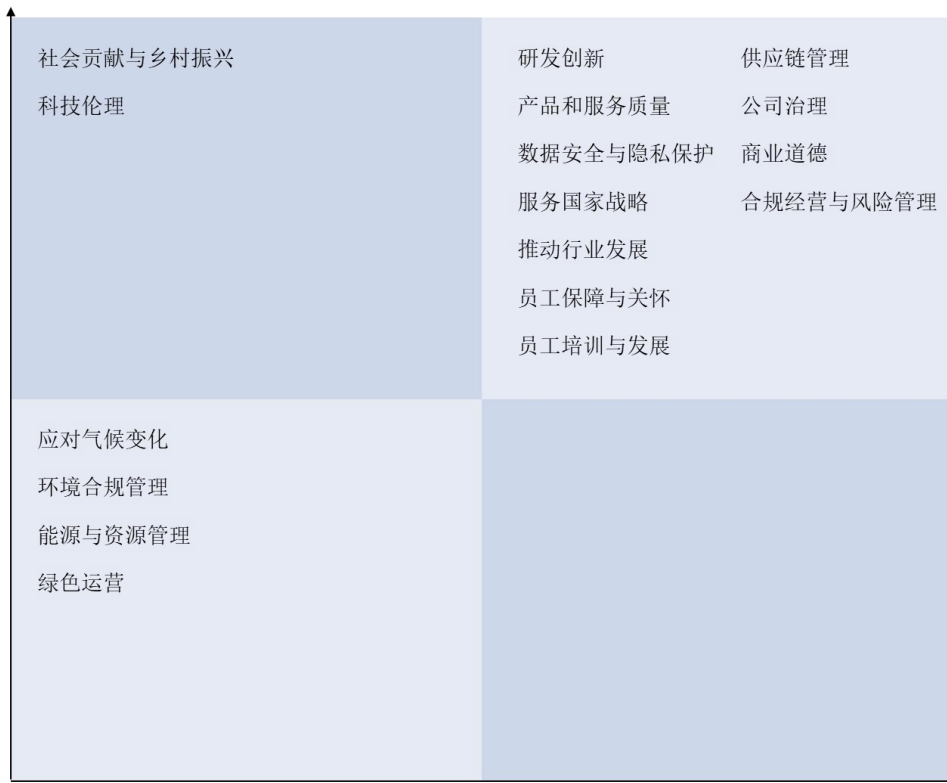 社会贡献与乡村振兴
科技伦理
研发创新
产品和服务质量
数据安全与隐私保护
服务国家战略
推动行业发展
员工保障与关怀
员工培训与发展
供应链管理
公司治理
商业道德
合规经营与风险管理
应对气候变化
环境合规管理
能源与资源管理
绿色运营